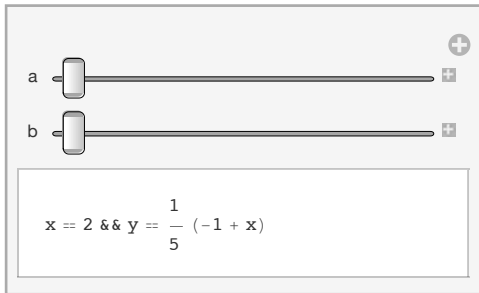 a
b
x == 2 && y == 1/5 (-1 + x)